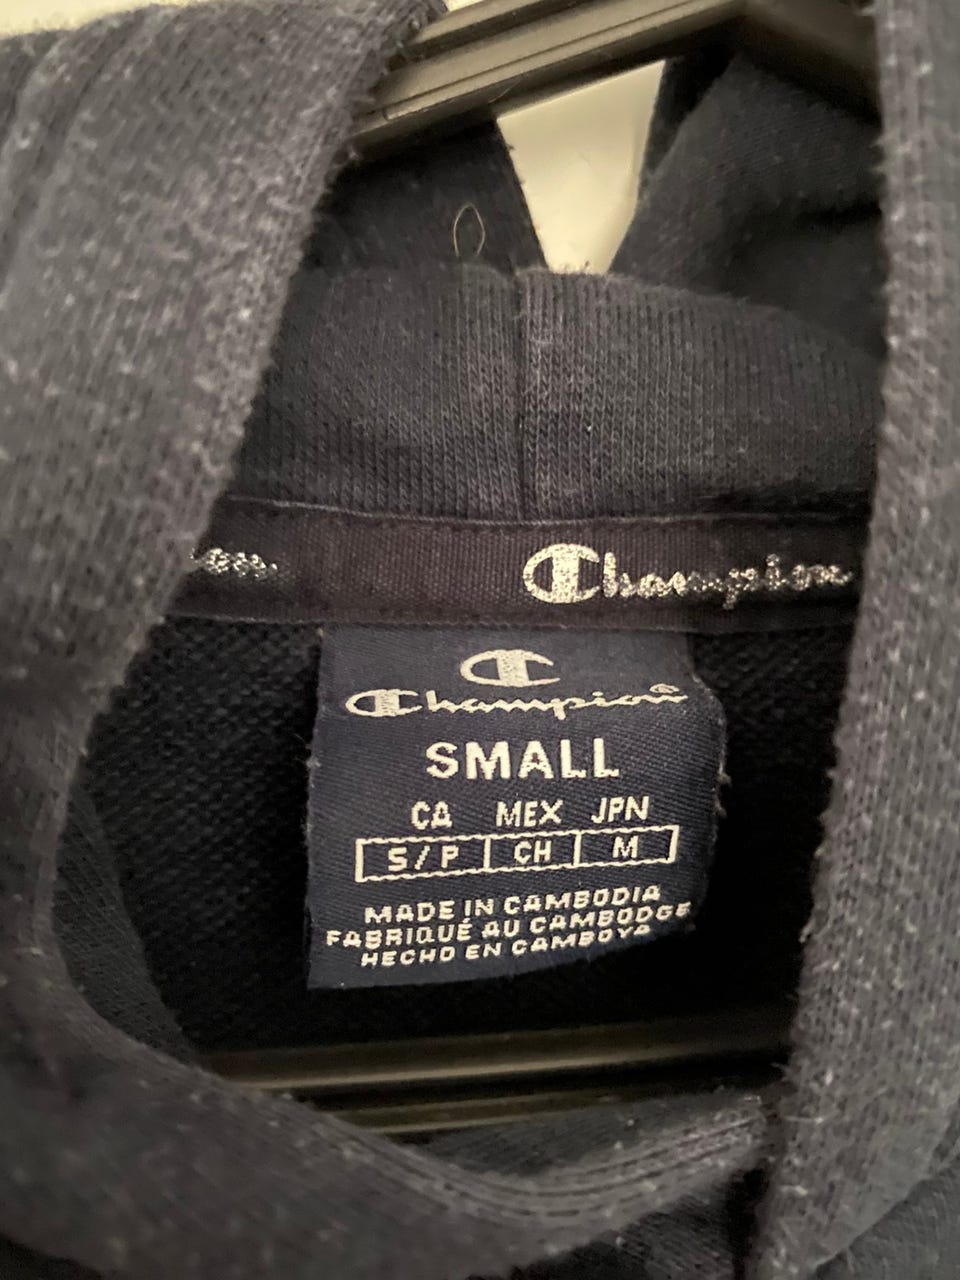 Champion
Champion®
SMALL
CA MEX JPN
S/P CH M
MADE IN CAMBODIA
FABRIQUÉ AU CAMBODGE
HECHO EN CAMBOYA